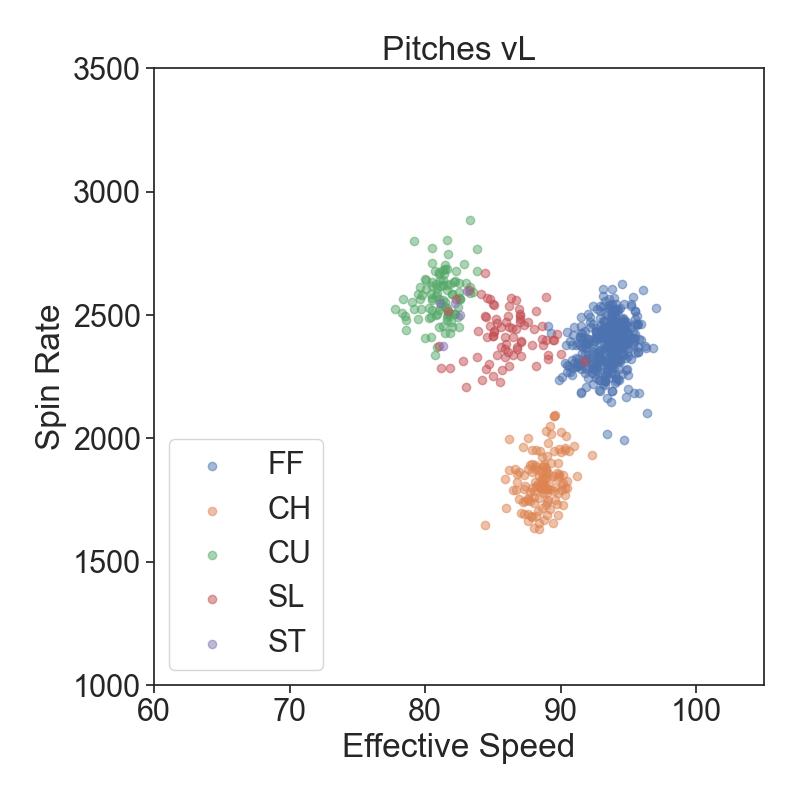 Pitches vL
3500
3000
2500
2000
1500
1000
Spin Rate
FF
CH
CU
SL
ST
60 70 80 90 100
Effective Speed